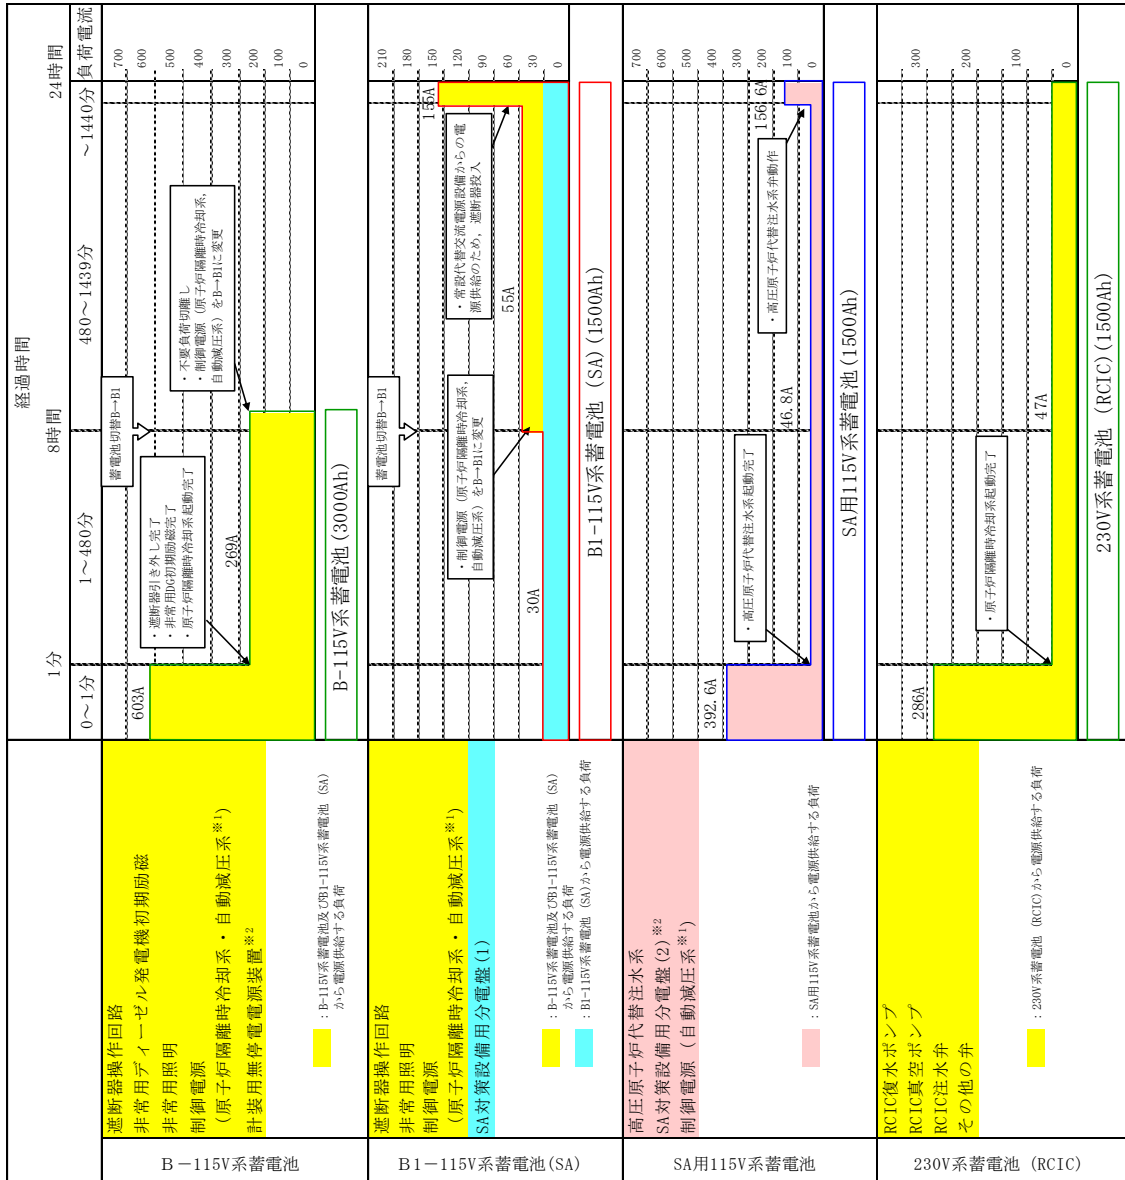 経過時間
1分
8時間
24時間
0～1分
1～480分
480～1439分
～1440分
負荷電流
B－115V系蓄電池
遮断器操作回路
非常用ディーゼル発電機初期励磁
非常用照明
制御電源
(原子炉隔離時冷却系・自動減圧系※1)
計装用無停電電源装置※2
：B-115V系蓄電池及びB1-115V系蓄電池 (SA)
から電源供給する負荷
603A
・遮断器引き外し完了
・非常用DG初期励磁完了
・原子炉隔離時冷却系起動完了
269A
蓄電池切替B→B1
・不要負荷切離し
・制御電源 (原子炉隔離時冷却系,
自動減圧系) をB→B1に変更
700
600
500
400
300
200
100
0
B-115V系蓄電池(3000Ah)
B1－115V系蓄電池(SA)
遮断器操作回路
非常用照明
制御電源
(原子炉隔離時冷却系・自動減圧系※1)
SA対策設備用分電盤(1)
：B-115V系蓄電池及びB1-115V系蓄電池 (SA)
から電源供給する負荷
：B1-115V系蓄電池 (SA)から電源供給する負荷
30A
蓄電池切替B→B1
・制御電源 (原子炉隔離時冷却系,
自動減圧系) をB→B1に変更
55A
・常設代替交流電源設備からの電
源供給のため, 遮断器投入
155A
210
180
150
120
90
60
30
0
B1-115V系蓄電池 (SA)(1500Ah)
SA用115V系蓄電池
高圧原子炉代替注水系
SA対策設備用分電盤(2)※2
制御電源 (自動減圧系※1)
：SA用115V系蓄電池から電源供給する負荷
392.6A
・高圧原子炉代替注水系起動完了
46.8A
・高圧原子炉代替注水系弁動作
156.6A
700
600
500
400
300
200
100
0
SA用115V系蓄電池(1500Ah)
230V系蓄電池 (RCIC)
RCIC復水ポンプ
RCIC真空ポンプ
RCIC注水弁
その他の弁
：230V系蓄電池 (RCIC)から電源供給する負荷
286A
・原子炉隔離時冷却系起動完了
47A
300
200
100
0
230V系蓄電池 (RCIC)(1500Ah)